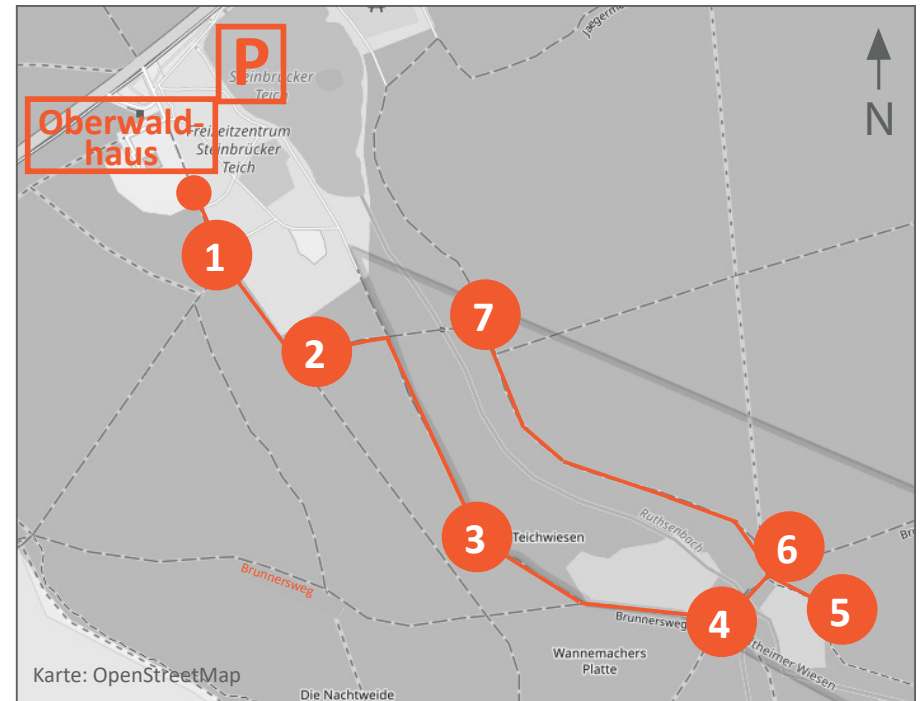 P
Steinbrücker
Teich
Oberwald-
haus
Freizeitzentrum
Steinbrücker
Teich
N
1
2
7
3
Teichwiesen
Ruthsenbach
6
5
4
Brunnersweg
Brunnersweg
Wannemachers
Platte
Karte: OpenStreetMap
Die Nachtweide
Wiesen